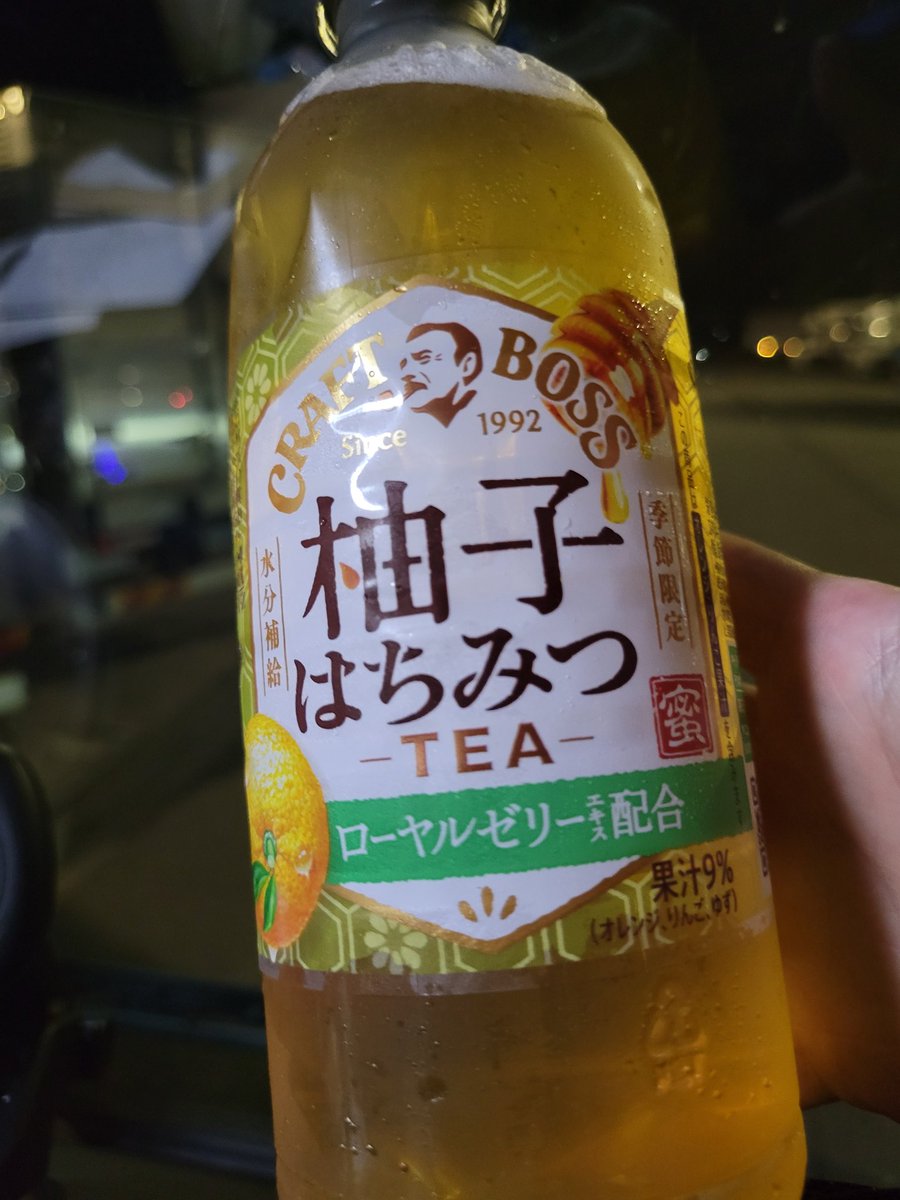 CRAFT BOSS
Since 1992
柚子
はちみつ
TEA
水分補給
季節限定
蜜
ローヤルゼリーエキス配合
果汁9%
(オレンジ、りんご、ゆず)